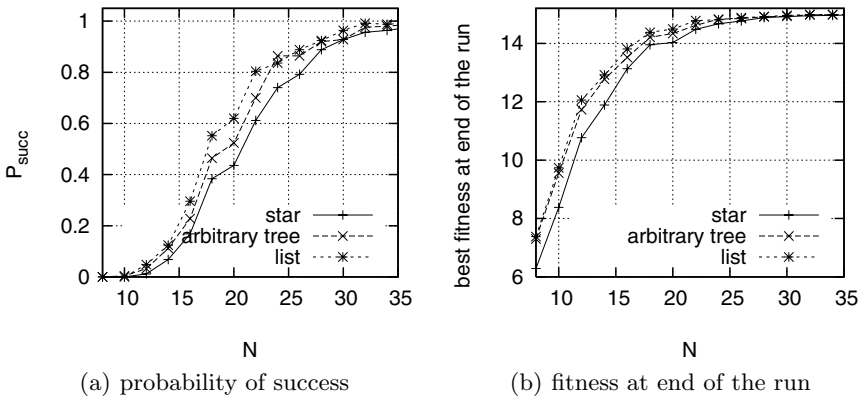 1
0.8
0.6
0.4
0.2
0
P_succ
star
arbitrary tree
list
10 15 20 25 30 35
N
(a) probability of success
14
12
10
8
6
best fitness at end of the run
star
arbitrary tree
list
10 15 20 25 30 35
N
(b) fitness at end of the run